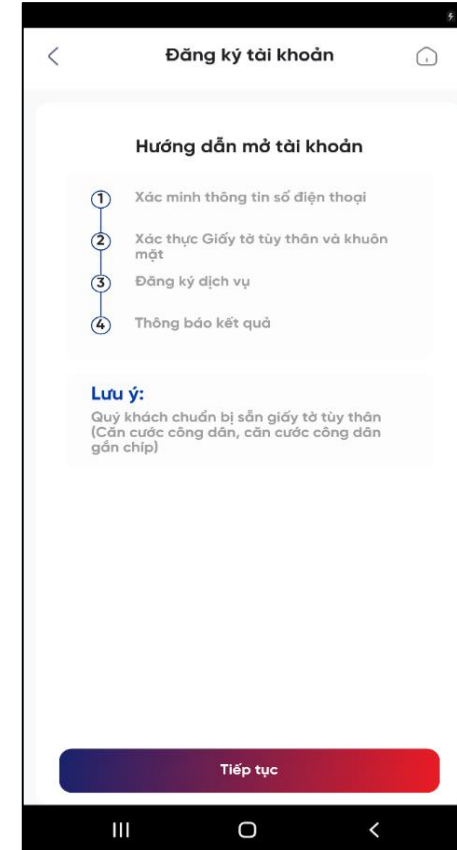 Đăng ký tài khoản
Hướng dẫn mở tài khoản
1 Xác minh thông tin số điện thoại
2 Xác thực Giấy tờ tùy thân và khuôn
mặt
3 Đăng ký dịch vụ
4 Thông báo kết quả
Lưu ý:
Quý khách chuẩn bị sẵn giấy tờ tùy thân
(Căn cước công dân, căn cước công dân
gắn chíp)
Tiếp tục